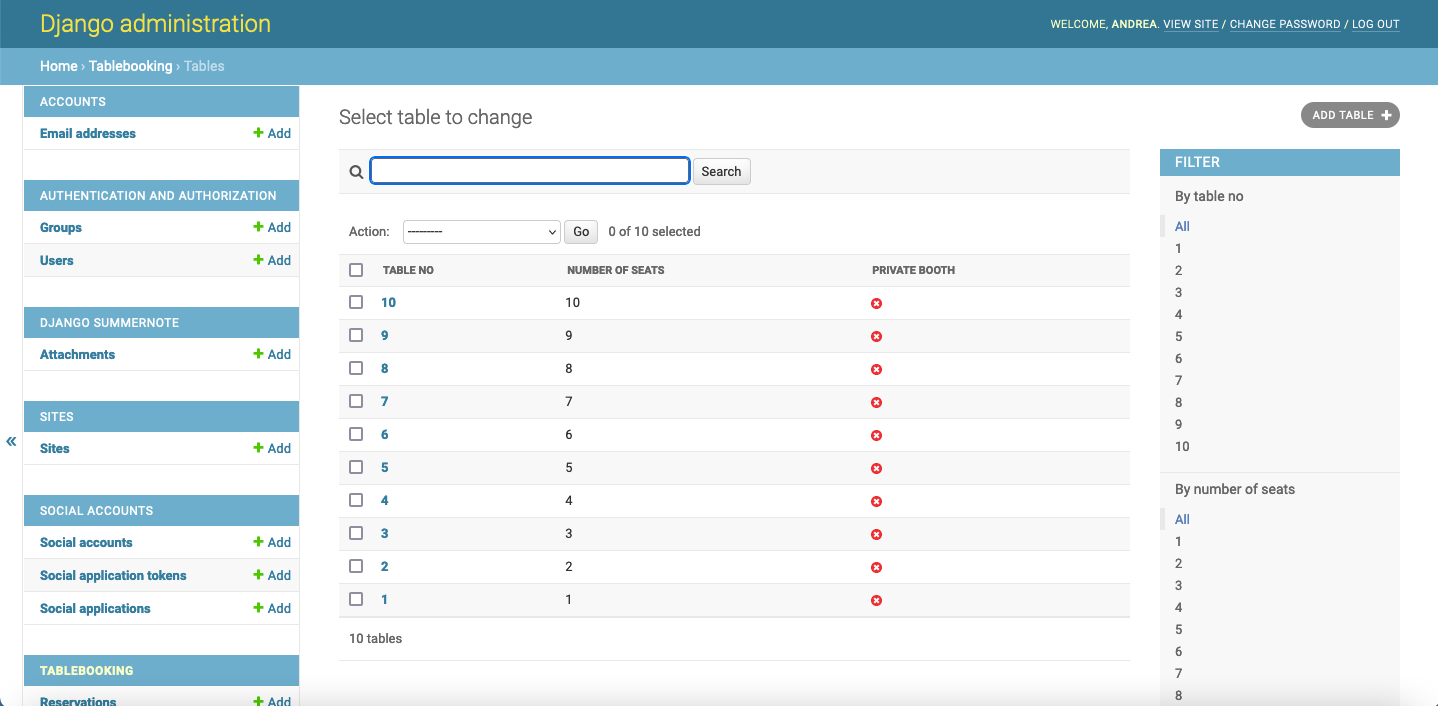 Django administration
WELCOME, ANDREA. VIEW SITE / CHANGE PASSWORD / LOG OUT
Home › Tablebooking › Tables
«
ACCOUNTS
Email addresses + Add
AUTHENTICATION AND AUTHORIZATION
Groups + Add
Users + Add
DJANGO SUMMERNOTE
Attachments + Add
SITES
Sites + Add
SOCIAL ACCOUNTS
Social accounts + Add
Social application tokens + Add
Social applications + Add
TABLEBOOKING
Reservations + Add
Select table to change
ADD TABLE +
Search
Action: --------- Go 0 of 10 selected
TABLE NO NUMBER OF SEATS PRIVATE BOOTH
10 10
9 9
8 8
7 7
6 6
5 5
4 4
3 3
2 2
1 1
10 tables
FILTER
By table no
All
1
2
3
4
5
6
7
8
9
10
By number of seats
All
1
2
3
4
5
6
7
8